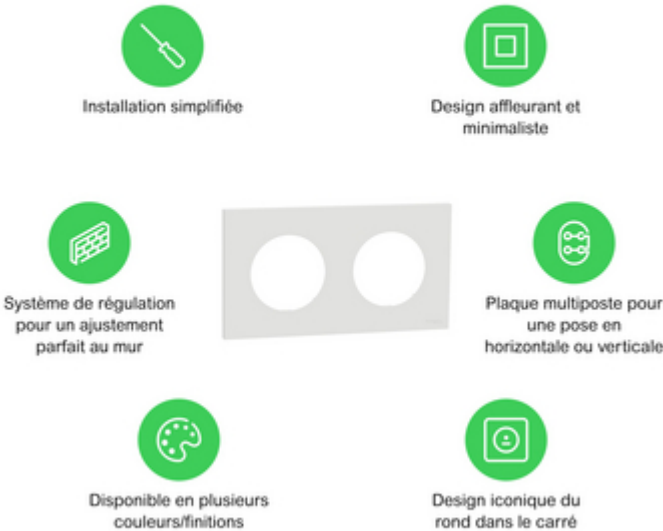 Installation simplifiée
Design affleurant et
minimaliste
Système de régulation
pour un ajustement
parfait au mur
Plaque multiposte pour
une pose en
horizontale ou verticale
Disponible en plusieurs
couleurs/finitions
Design iconique du
rond dans le carré